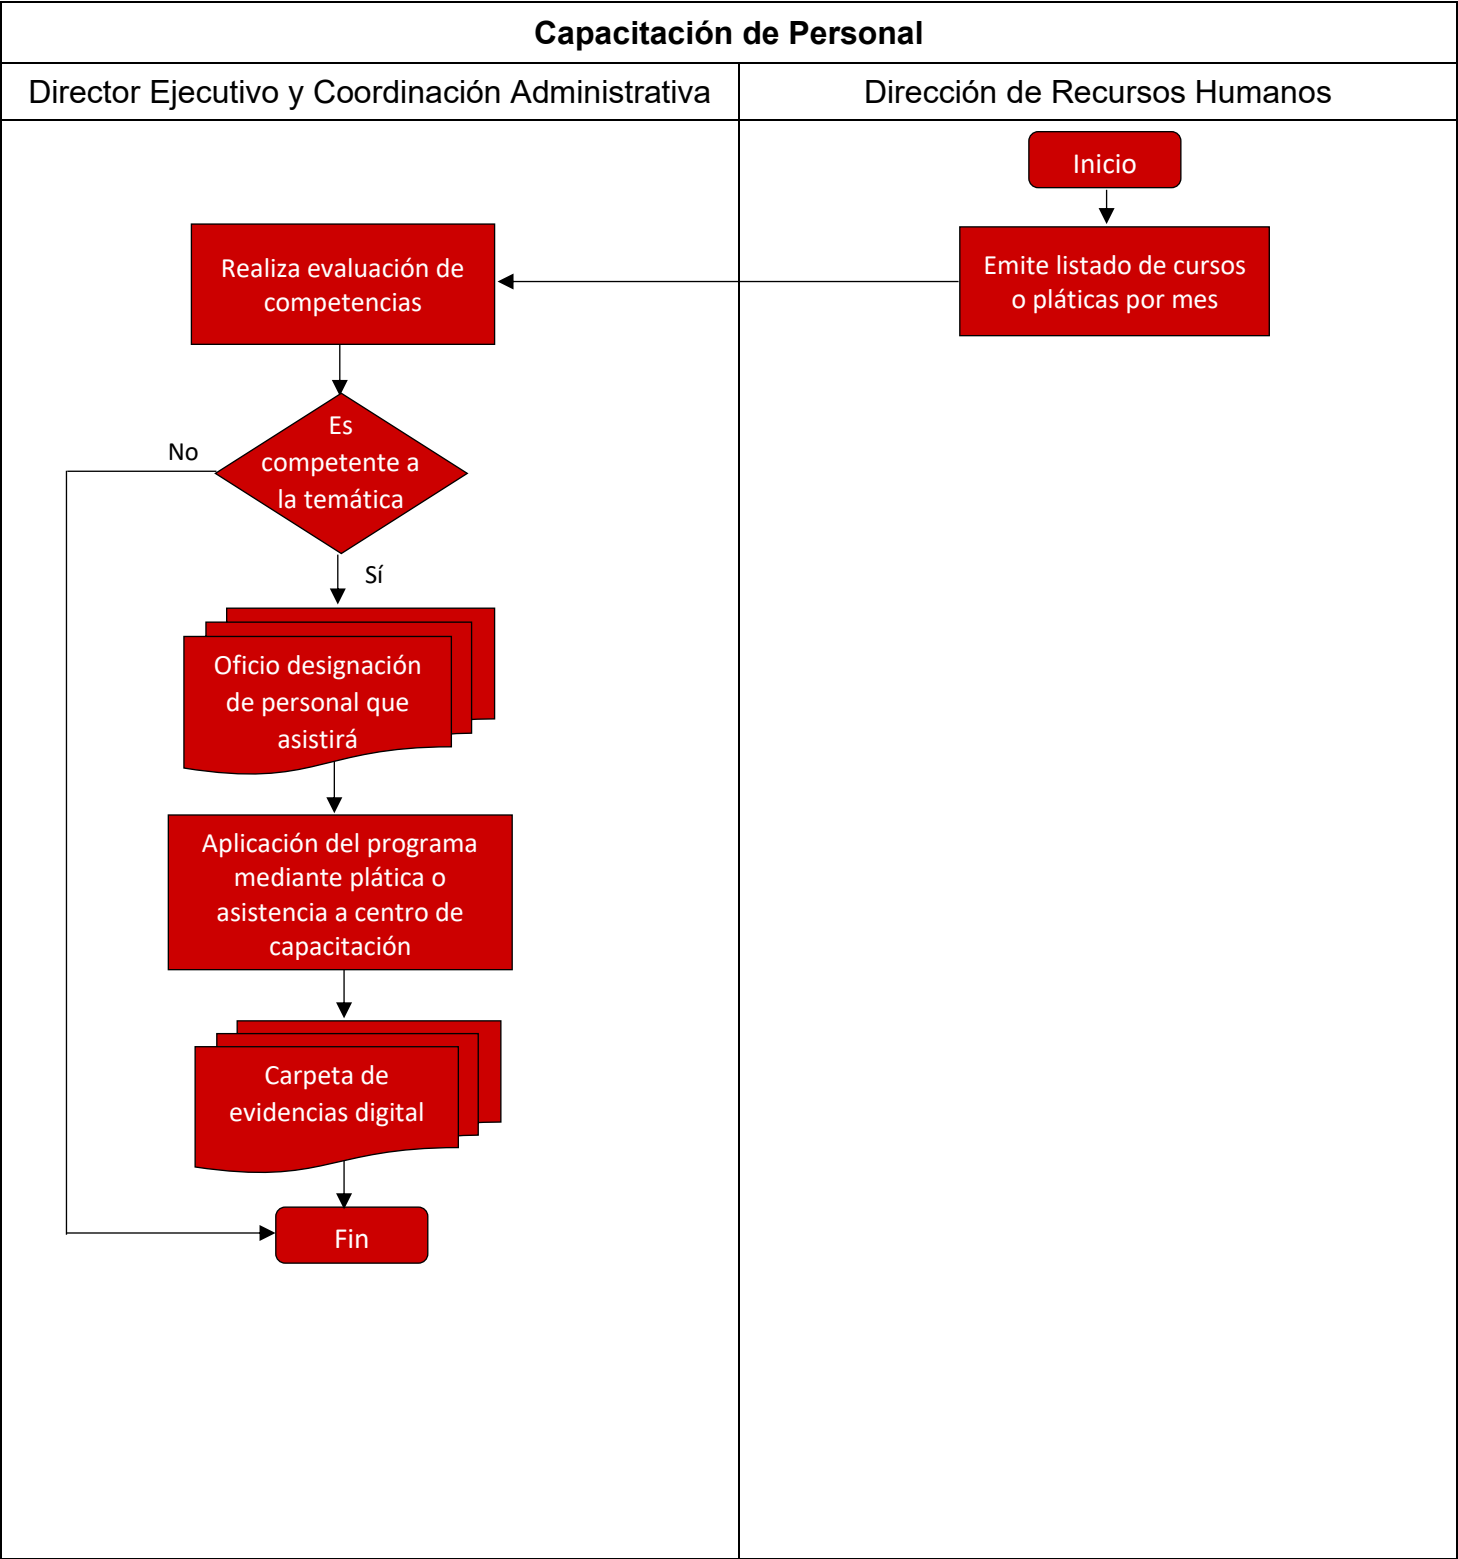 Capacitación de Personal
Director Ejecutivo y Coordinación Administrativa
Dirección de Recursos Humanos
Inicio
Emite listado de cursos
o pláticas por mes
Realiza evaluación de
competencias
Es
competente a
la temática
No
Sí
Oficio designación
de personal que
asistirá
Aplicación del programa
mediante plática o
asistencia a centro de
capacitación
Carpeta de
evidencias digital
Fin